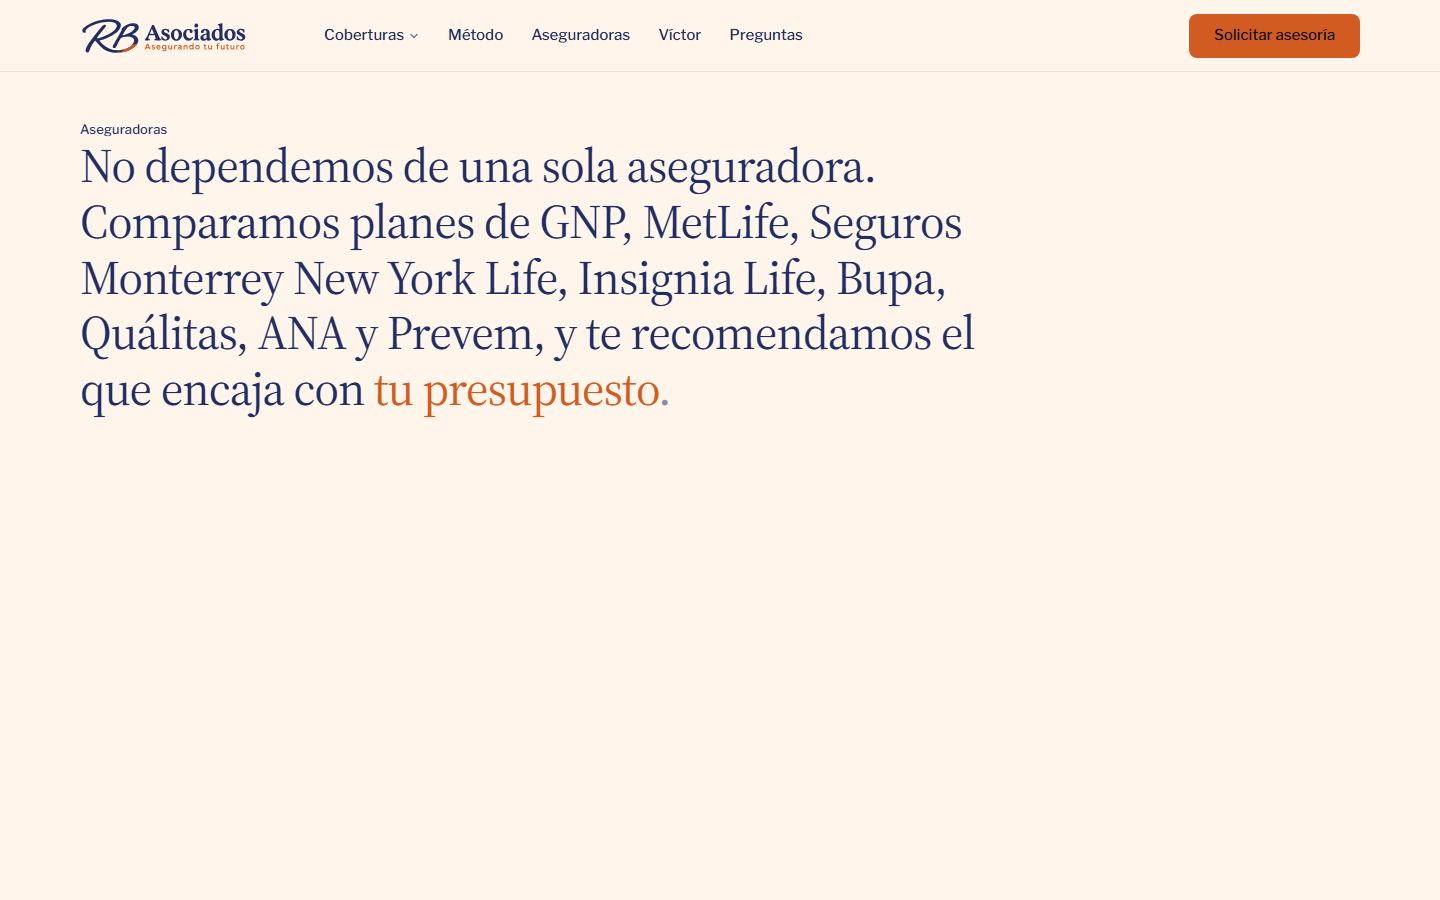 RB Asociados
Asegurando tu futuro
Coberturas
Método
Aseguradoras
Víctor
Preguntas
Solicitar asesoría
Aseguradoras
No dependemos de una sola aseguradora.
Comparamos planes de GNP, MetLife, Seguros
Monterrey New York Life, Insignia Life, Bupa,
Quálitas, ANA y Prevem, y te recomendamos el
que encaja con tu presupuesto.